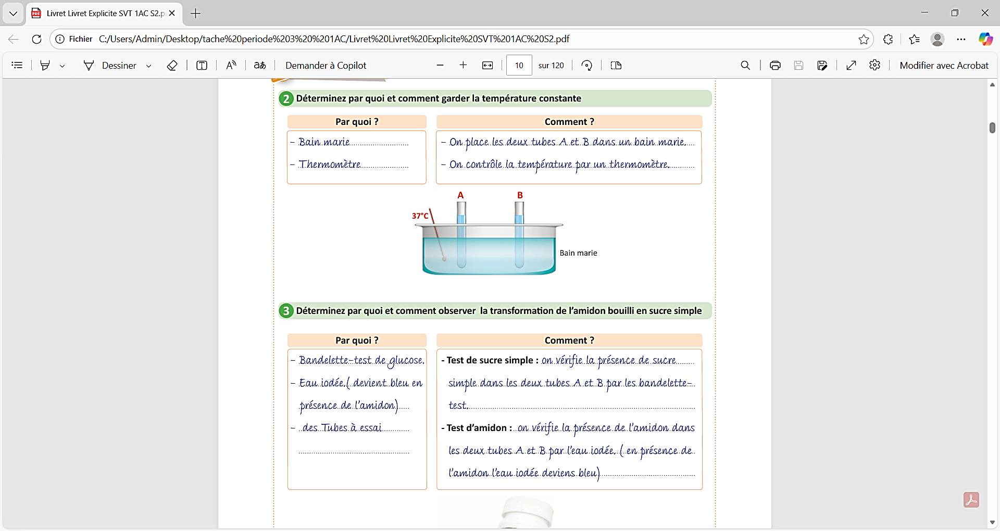 Livret Livret Explicite SVT 1AC S2.p
Fichier C:/Users/Admin/Desktop/tache%20periode%203%20%201AC/Livret%20Livret%20Explicite%20SVT%201AC%20S2.pdf
Dessiner aあ Demander à Copilot 10 sur 120 Modifier avec Acrobat
2 Déterminez par quoi et comment garder la température constante
Par quoi ? Comment ?
- Bain marie - On place les deux tubes A et B dans un bain marie.
- Thermomètre - On contrôle la température par un thermomètre.
A B
37°C
Bain marie
3 Déterminez par quoi et comment observer la transformation de l'amidon bouilli en sucre simple
Par quoi ? Comment ?
- Bandelette-test de glucose. - Test de sucre simple : on vérifie la présence de sucre
- Eau iodée.( devient bleu en simple dans les deux tubes A et B par les bandelette-
présence de l'amidon) test.
- des Tubes à essai - Test d'amidon : on vérifie la présence de l'amidon dans
les deux tubes A et B par l'eau iodée. ( en présence de
l'amidon l'eau iodée deviens bleu)